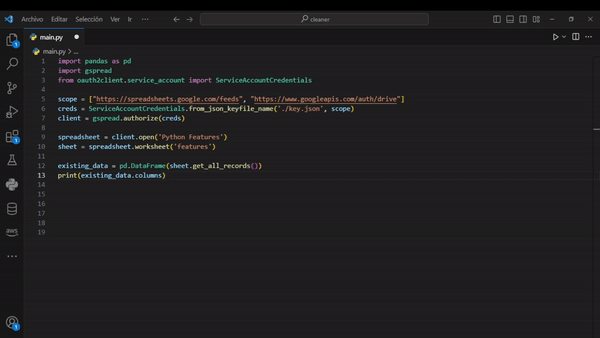 Archivo Editar Selección Ver Ir ··· cleaner
main.py
main.py > ...
1 import pandas as pd
2 import gspread
3 from oauth2client.service_account import ServiceAccountCredentials
4
5 scope = ["https://spreadsheets.google.com/feeds", "https://www.googleapis.com/auth/drive"]
6 creds = ServiceAccountCredentials.from_json_keyfile_name('./key.json', scope)
7 client = gspread.authorize(creds)
8
9 spreadsheet = client.open('Python Features')
10 sheet = spreadsheet.worksheet('features')
11
12 existing_data = pd.DataFrame(sheet.get_all_records())
13 print(existing_data.columns)
14
15
16
17
18
19
1
1
aws
1